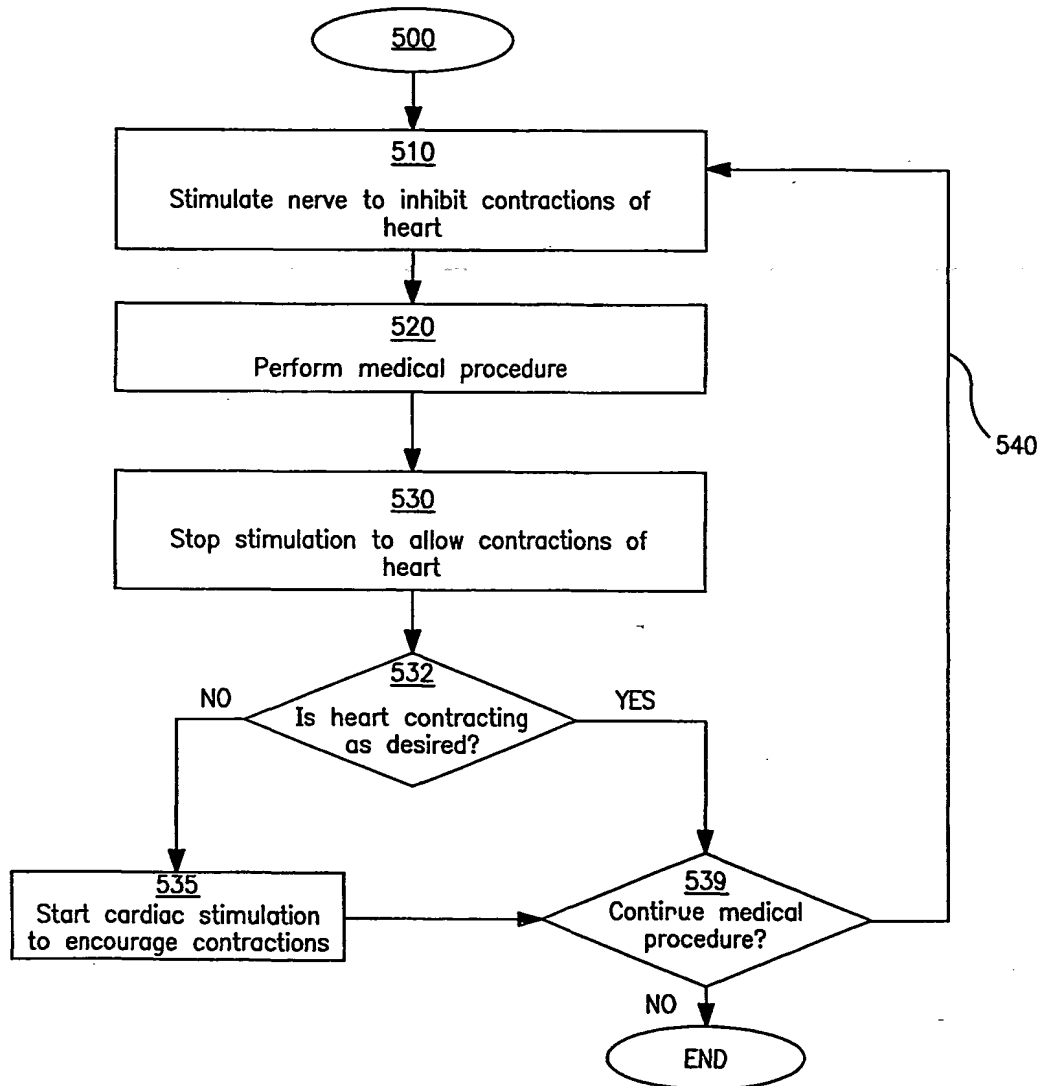 500
510
Stimulate nerve to inhibit contractions of
heart
520
Perform medical procedure
540
530
Stop stimulation to allow contractions of
heart
532
Is heart contracting
as desired?
NO
YES
535
Start cardiac stimulation
to encourage contractions
539
Continue medical
procedure?
NO
END